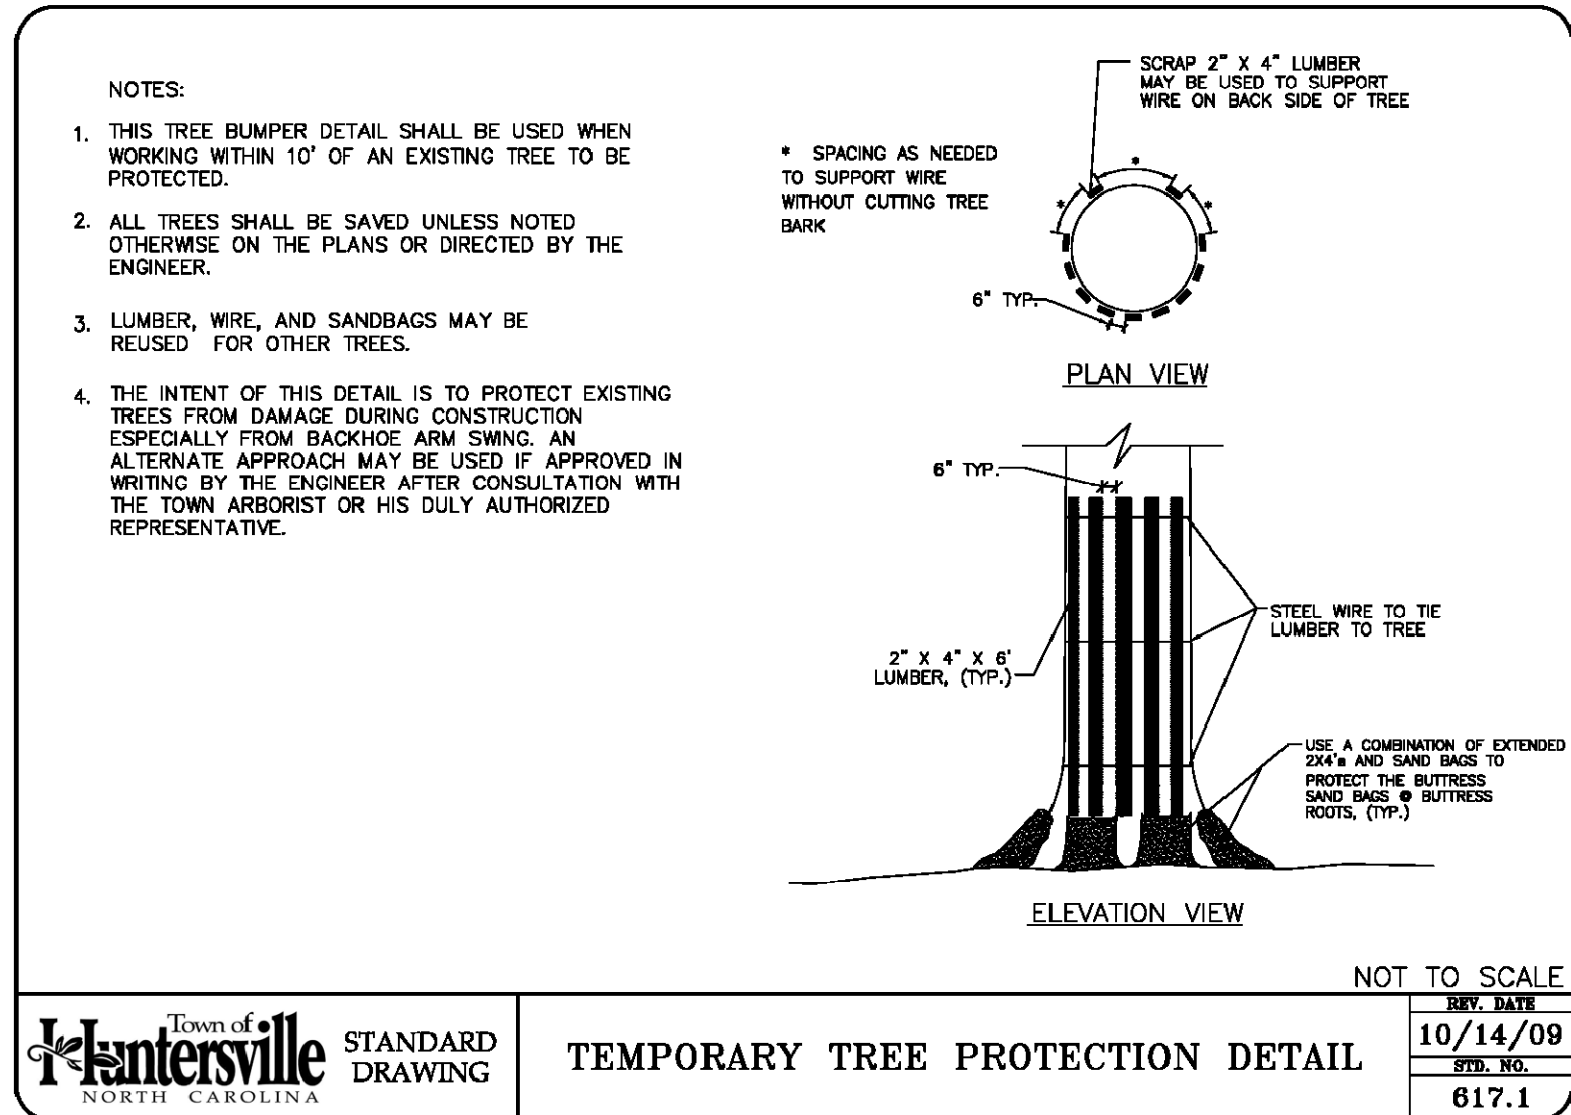 NOTES:
1. THIS TREE BUMPER DETAIL SHALL BE USED WHEN
WORKING WITHIN 10' OF AN EXISTING TREE TO BE
PROTECTED.
2. ALL TREES SHALL BE SAVED UNLESS NOTED
OTHERWISE ON THE PLANS OR DIRECTED BY THE
ENGINEER.
3. LUMBER, WIRE, AND SANDBAGS MAY BE
REUSED FOR OTHER TREES.
4. THE INTENT OF THIS DETAIL IS TO PROTECT EXISTING
TREES FROM DAMAGE DURING CONSTRUCTION
ESPECIALLY FROM BACKHOE ARM SWING. AN
ALTERNATE APPROACH MAY BE USED IF APPROVED IN
WRITING BY THE ENGINEER AFTER CONSULTATION WITH
THE TOWN ARBORIST OR HIS DULY AUTHORIZED
REPRESENTATIVE.
SCRAP 2" X 4" LUMBER
MAY BE USED TO SUPPORT
WIRE ON BACK SIDE OF TREE
* SPACING AS NEEDED
TO SUPPORT WIRE
WITHOUT CUTTING TREE
BARK
*
*
*
6" TYP.
PLAN VIEW
6" TYP.
STEEL WIRE TO TIE
LUMBER TO TREE
2" X 4" X 6'
LUMBER, (TYP.)
USE A COMBINATION OF EXTENDED
2X4's AND SAND BAGS TO
PROTECT THE BUTTRESS
SAND BAGS @ BUTTRESS
ROOTS, (TYP.)
ELEVATION VIEW
NOT TO SCALE
Town of
Huntersville
NORTH CAROLINA
STANDARD
DRAWING
TEMPORARY TREE PROTECTION DETAIL
REV. DATE
10/14/09
STD. NO.
617.1